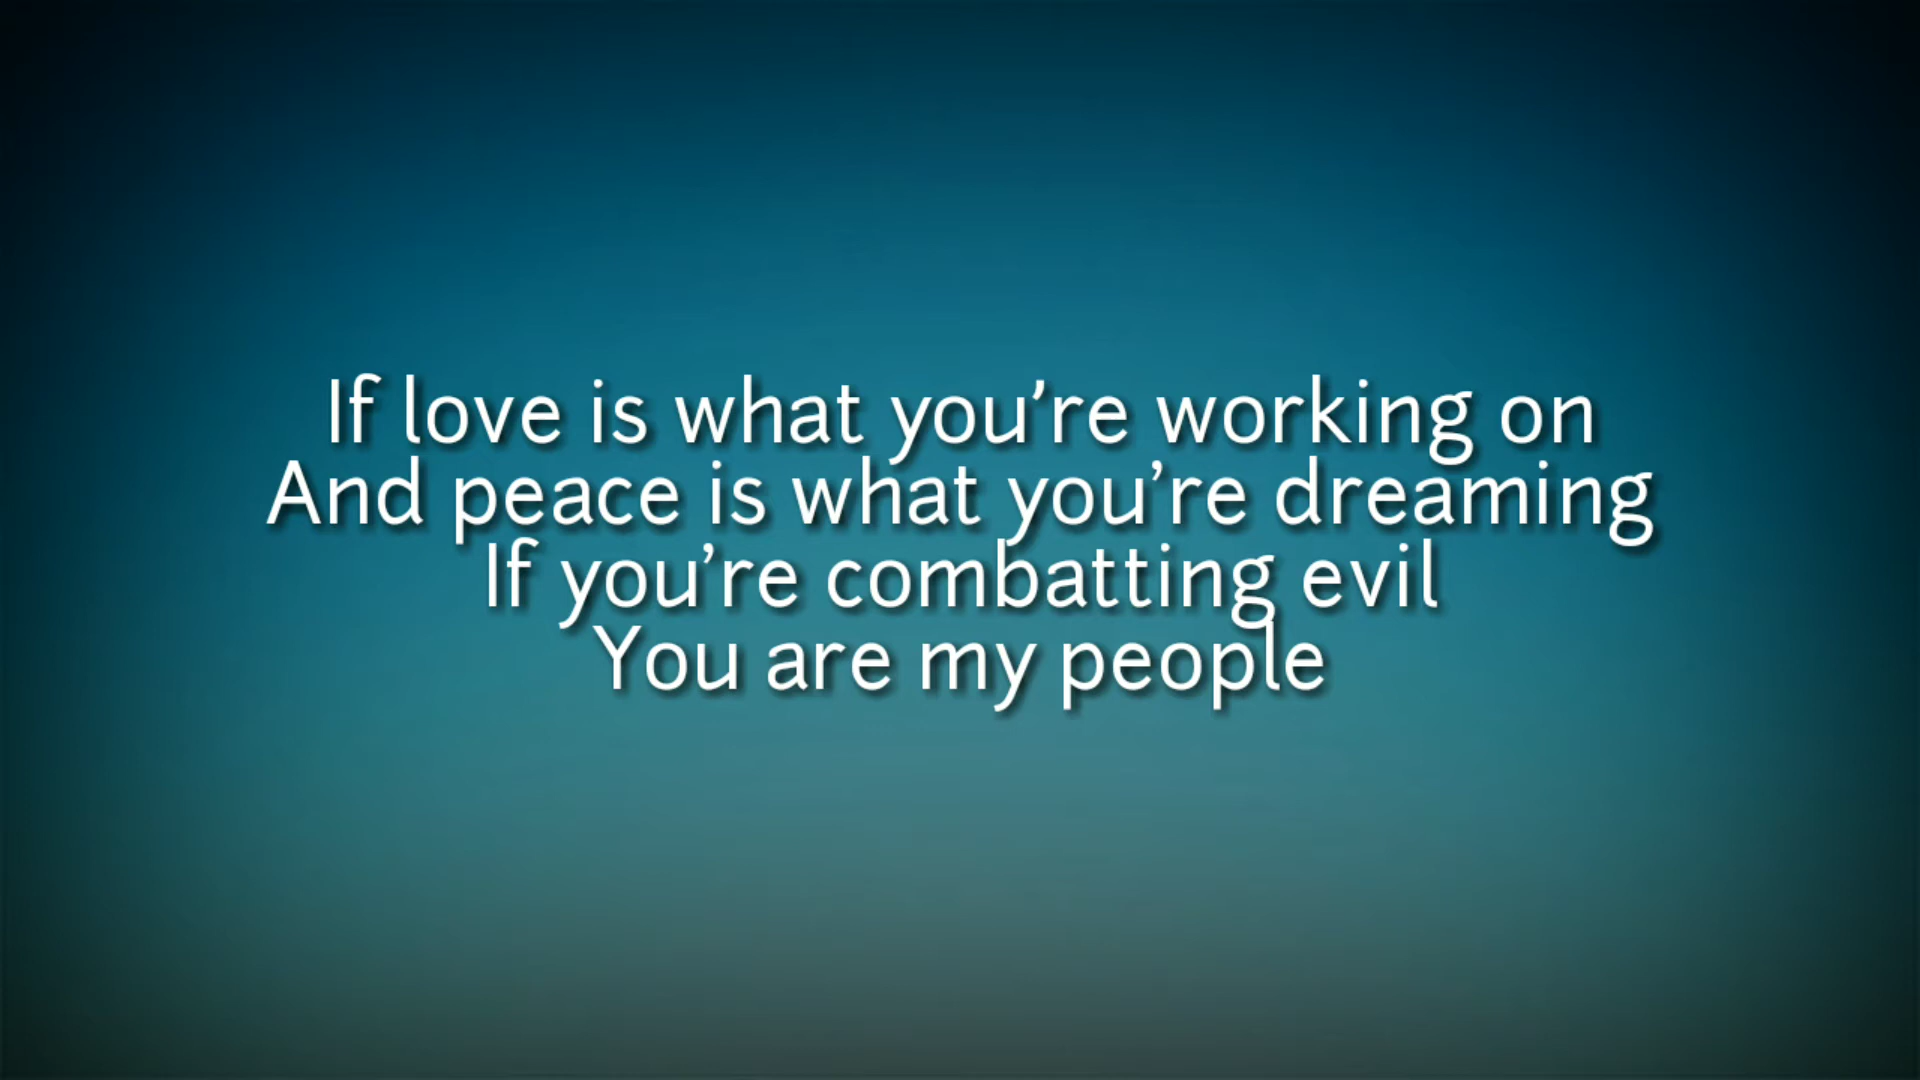 If love is what you're working on
And peace is what you’re dreaming
If you’re combatting evil
You are my people